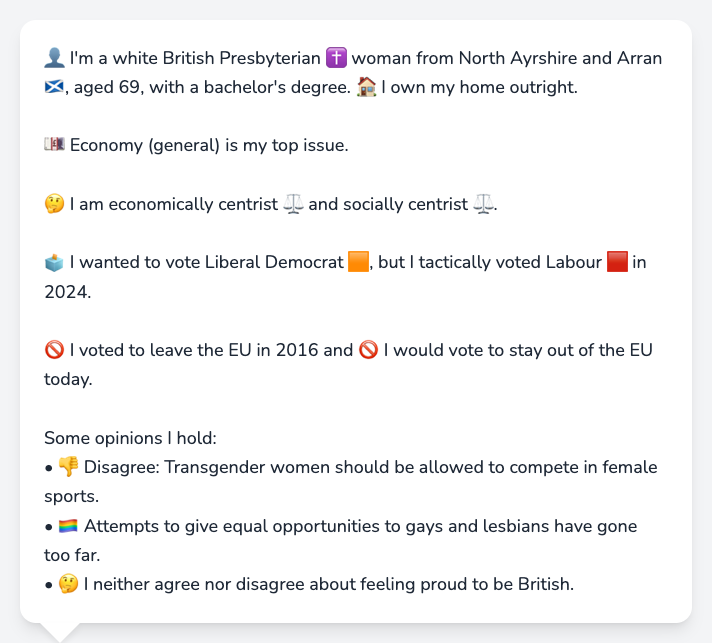 👤 I'm a white British Presbyterian ✝️ woman from North Ayrshire and Arran
🏴󠁧󠁢󠁳󠁣󠁴󠁿, aged 69, with a bachelor's degree. 🏠 I own my home outright.
💷 Economy (general) is my top issue.
🤔 I am economically centrist ⚖️ and socially centrist ⚖️.
🗳️ I wanted to vote Liberal Democrat 🟧, but I tactically voted Labour 🟥 in
2024.
🚫 I voted to leave the EU in 2016 and 🚫 I would vote to stay out of the EU
today.
Some opinions I hold:
• 👎 Disagree: Transgender women should be allowed to compete in female
sports.
• 🏳️‍🌈 Attempts to give equal opportunities to gays and lesbians have gone
too far.
• 🤔 I neither agree nor disagree about feeling proud to be British.